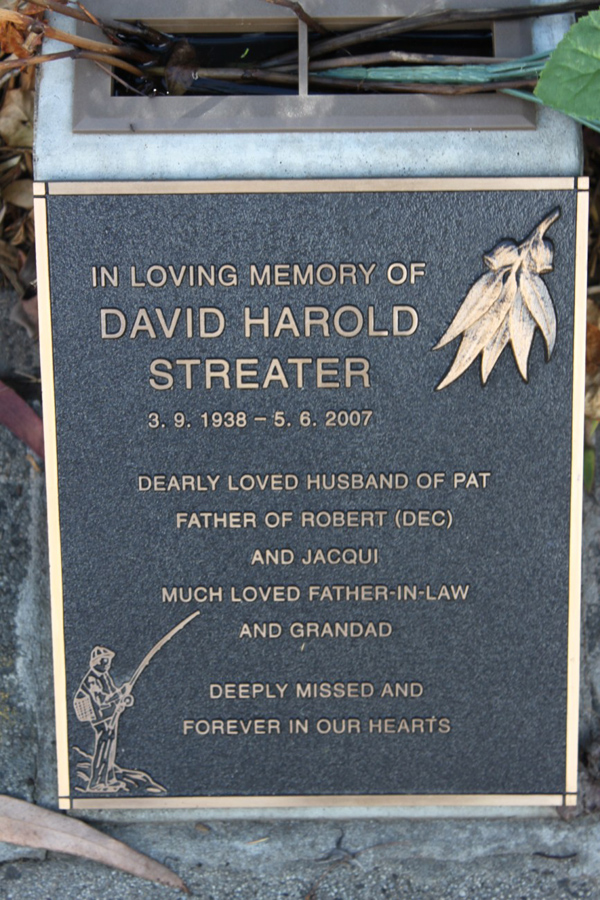 IN LOVING MEMORY OF
DAVID HAROLD
STREATER
3. 9. 1938 – 5. 6. 2007
DEARLY LOVED HUSBAND OF PAT
FATHER OF ROBERT (DEC)
AND JACQUI
MUCH LOVED FATHER-IN-LAW
AND GRANDAD
DEEPLY MISSED AND
FOREVER IN OUR HEARTS